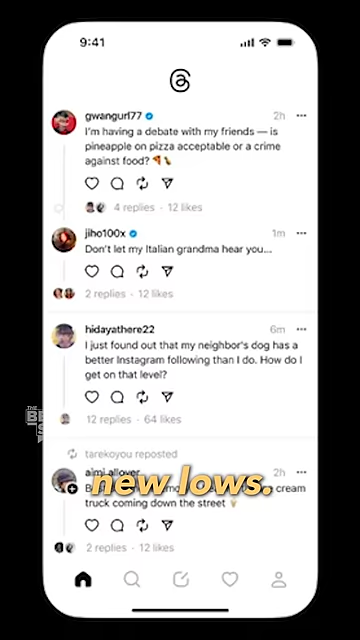 9:41
gwangurl77 2h
I'm having a debate with my friends — is
pineapple on pizza acceptable or a crime
against food? 🍕🍍
4 replies · 12 likes
jiho100x 1m
Don't let my Italian grandma hear you...
2 replies · 12 likes
hidayathere22 6m
I just found out that my neighbor's dog has a
better Instagram following than I do. How do I
get on that level?
12 replies · 64 likes
tarekoyou reposted
aimi.allover 2h
new lows.
cream
truck coming down the street 🍦
2 replies · 12 likes
THE